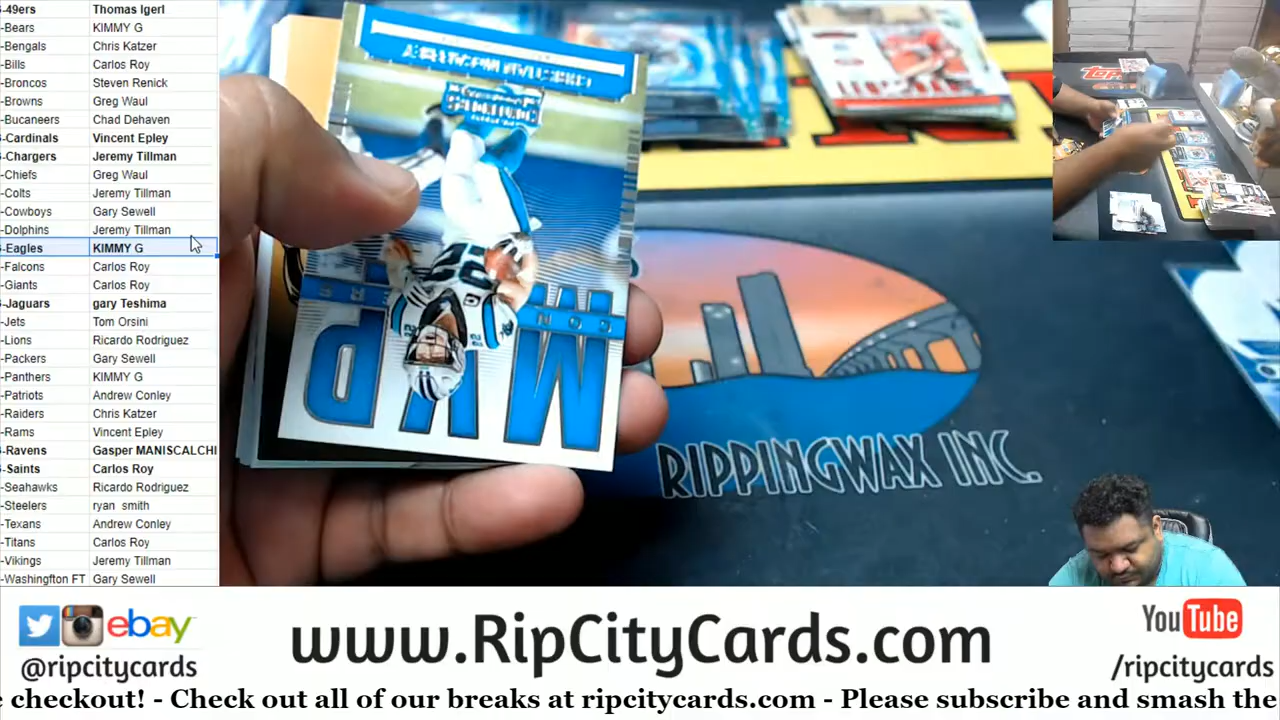 -49ers Thomas Igerl
-Bears KIMMY G
-Bengals Chris Katzer
-Bills Carlos Roy
-Broncos Steven Renick
-Browns Greg Waul
-Bucaneers Chad Dehaven
-Cardinals Vincent Epley
-Chargers Jeremy Tillman
-Chiefs Greg Waul
-Colts Jeremy Tillman
-Cowboys Gary Sewell
-Dolphins Jeremy Tillman
-Eagles KIMMY G
-Falcons Carlos Roy
-Giants Carlos Roy
-Jaguars gary Teshima
-Jets Tom Orsini
-Lions Ricardo Rodriguez
-Packers Gary Sewell
-Panthers KIMMY G
-Patriots Andrew Conley
-Raiders Chris Katzer
-Rams Vincent Epley
-Ravens Gasper MANISCALCHI
-Saints Carlos Roy
-Seahawks Ricardo Rodriguez
-Steelers ryan smith
-Texans Andrew Conley
-Titans Carlos Roy
-Vikings Jeremy Tillman
-Washingfton FT Gary Sewell
CHRISTIAN McCAFFREY
MVP
CON
ERS
Topps
RIPPINGWAX INC.
ebay
@ripcitycards
www.RipCityCards.com
YouTube
/ripcitycards
checkout! - Check out all of our breaks at ripcitycards.com - Please subscribe and smash the